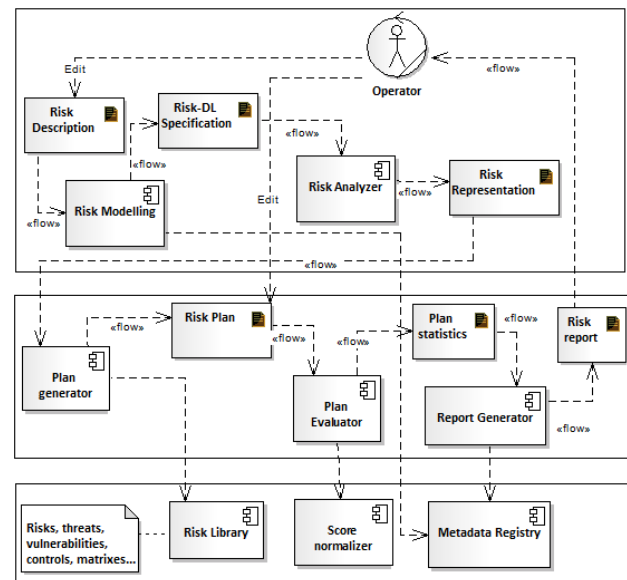 Operator
«flow»
Edit
Risk
Description
Risk-DL
Specification
«flow»
Risk Analyzer
Risk
Representation
«flow»
«flow»
Risk Modelling
«flow»
Edit
«flow»
Risk Plan
«flow»
«flow»
Plan
statistics
«flow»
«flow»
Risk
report
Plan
generator
Plan
Evaluator
Report Generator
«flow»
Risks, threats,
vulnerabilities,
controls, matrixes...
Risk Library
Score
normalizer
Metadata Registry